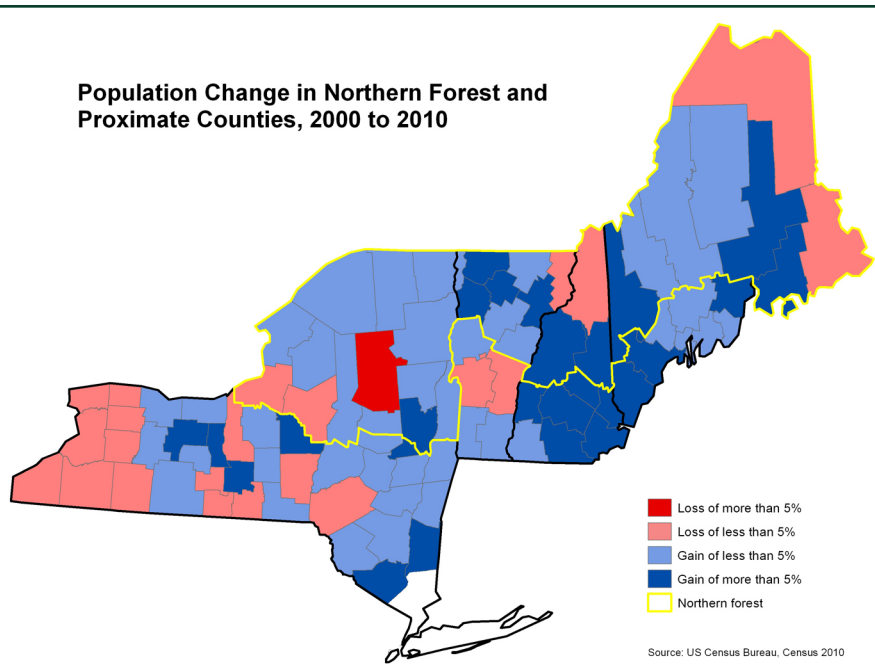 Population Change in Northern Forest and
Proximate Counties, 2000 to 2010
Loss of more than 5%
Loss of less than 5%
Gain of less than 5%
Gain of more than 5%
Northern forest
Source: US Census Bureau, Census 2010